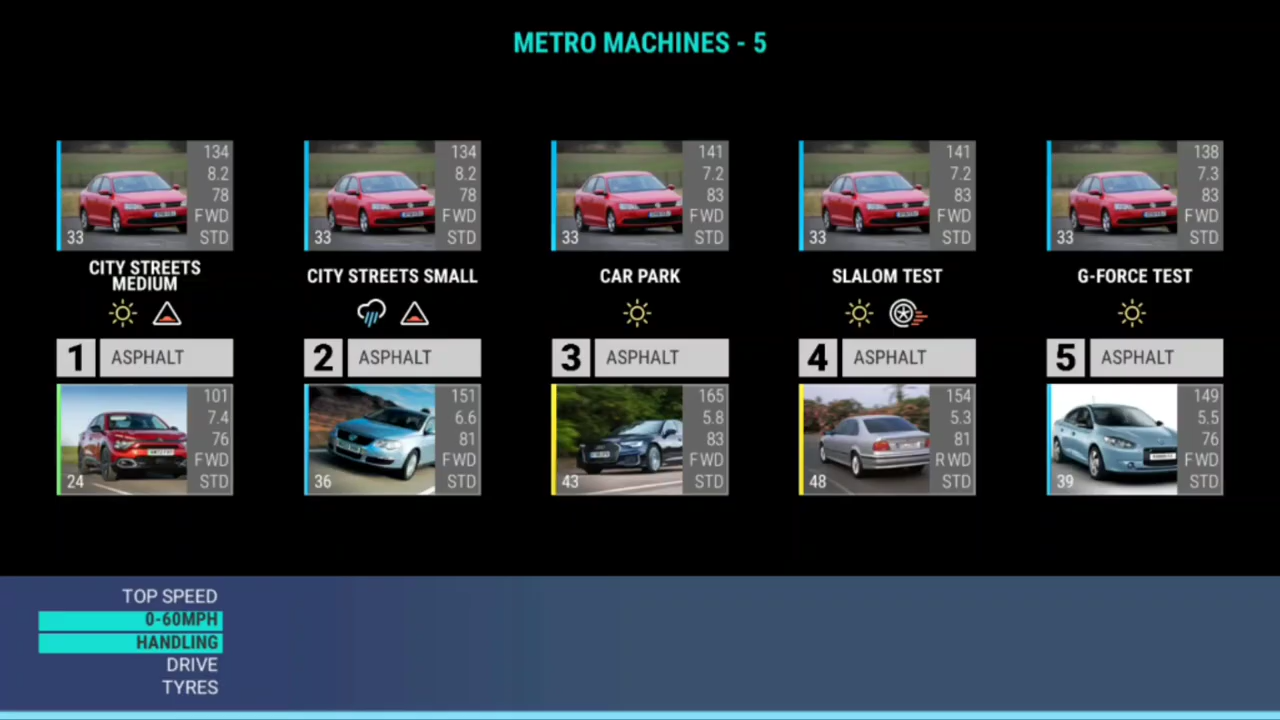 METRO MACHINES - 5
134
8.2
78
FWD
33 STD
134
8.2
78
FWD
33 STD
141
7.2
83
FWD
33 STD
141
7.2
83
FWD
33 STD
138
7.3
83
FWD
33 STD
CITY STREETS
MEDIUM
CITY STREETS SMALL
CAR PARK
SLALOM TEST
G-FORCE TEST
1 ASPHALT
2 ASPHALT
3 ASPHALT
4 ASPHALT
5 ASPHALT
101
7.4
76
FWD
24 STD
151
6.6
81
FWD
36 STD
165
5.8
83
FWD
43 STD
154
5.3
81
RWD
48 STD
149
5.5
76
FWD
39 STD
TOP SPEED
0-60MPH
HANDLING
DRIVE
TYRES